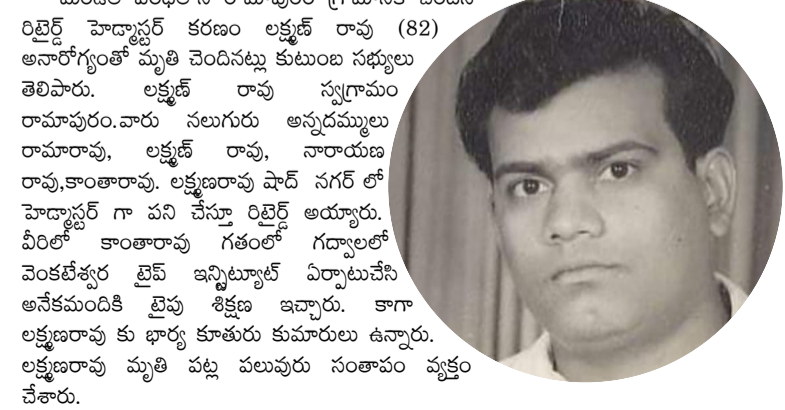 రిటైర్డ్ హెడ్మాస్టర్ కరణం లక్ష్మణ్ రావు (82)
అనారోగ్యంతో మృతి చెందినట్లు కుటుంబ సభ్యులు
తెలిపారు. లక్ష్మణ్ రావు స్వగ్రామం
రామాపురం.వారు నలుగురు అన్నదమ్ములు
రామారావు, లక్ష్మణ్ రావు, నారాయణ
రావు,కాంతారావు. లక్ష్మణరావు షాద్ నగర్ లో
హెడ్మాస్టర్ గా పని చేస్తూ రిటైర్డ్ అయ్యారు.
వీరిలో కాంతారావు గతంలో గద్వాలలో
వెంకటేశ్వర టైప్ ఇన్స్టిట్యూట్ ఏర్పాటుచేసి
అనేకమందికి టైపు శిక్షణ ఇచ్చారు. కాగా
లక్ష్మణరావు కు భార్య కూతురు కుమారులు ఉన్నారు.
లక్ష్మణరావు మృతి పట్ల పలువురు సంతాపం వ్యక్తం
చేశారు.